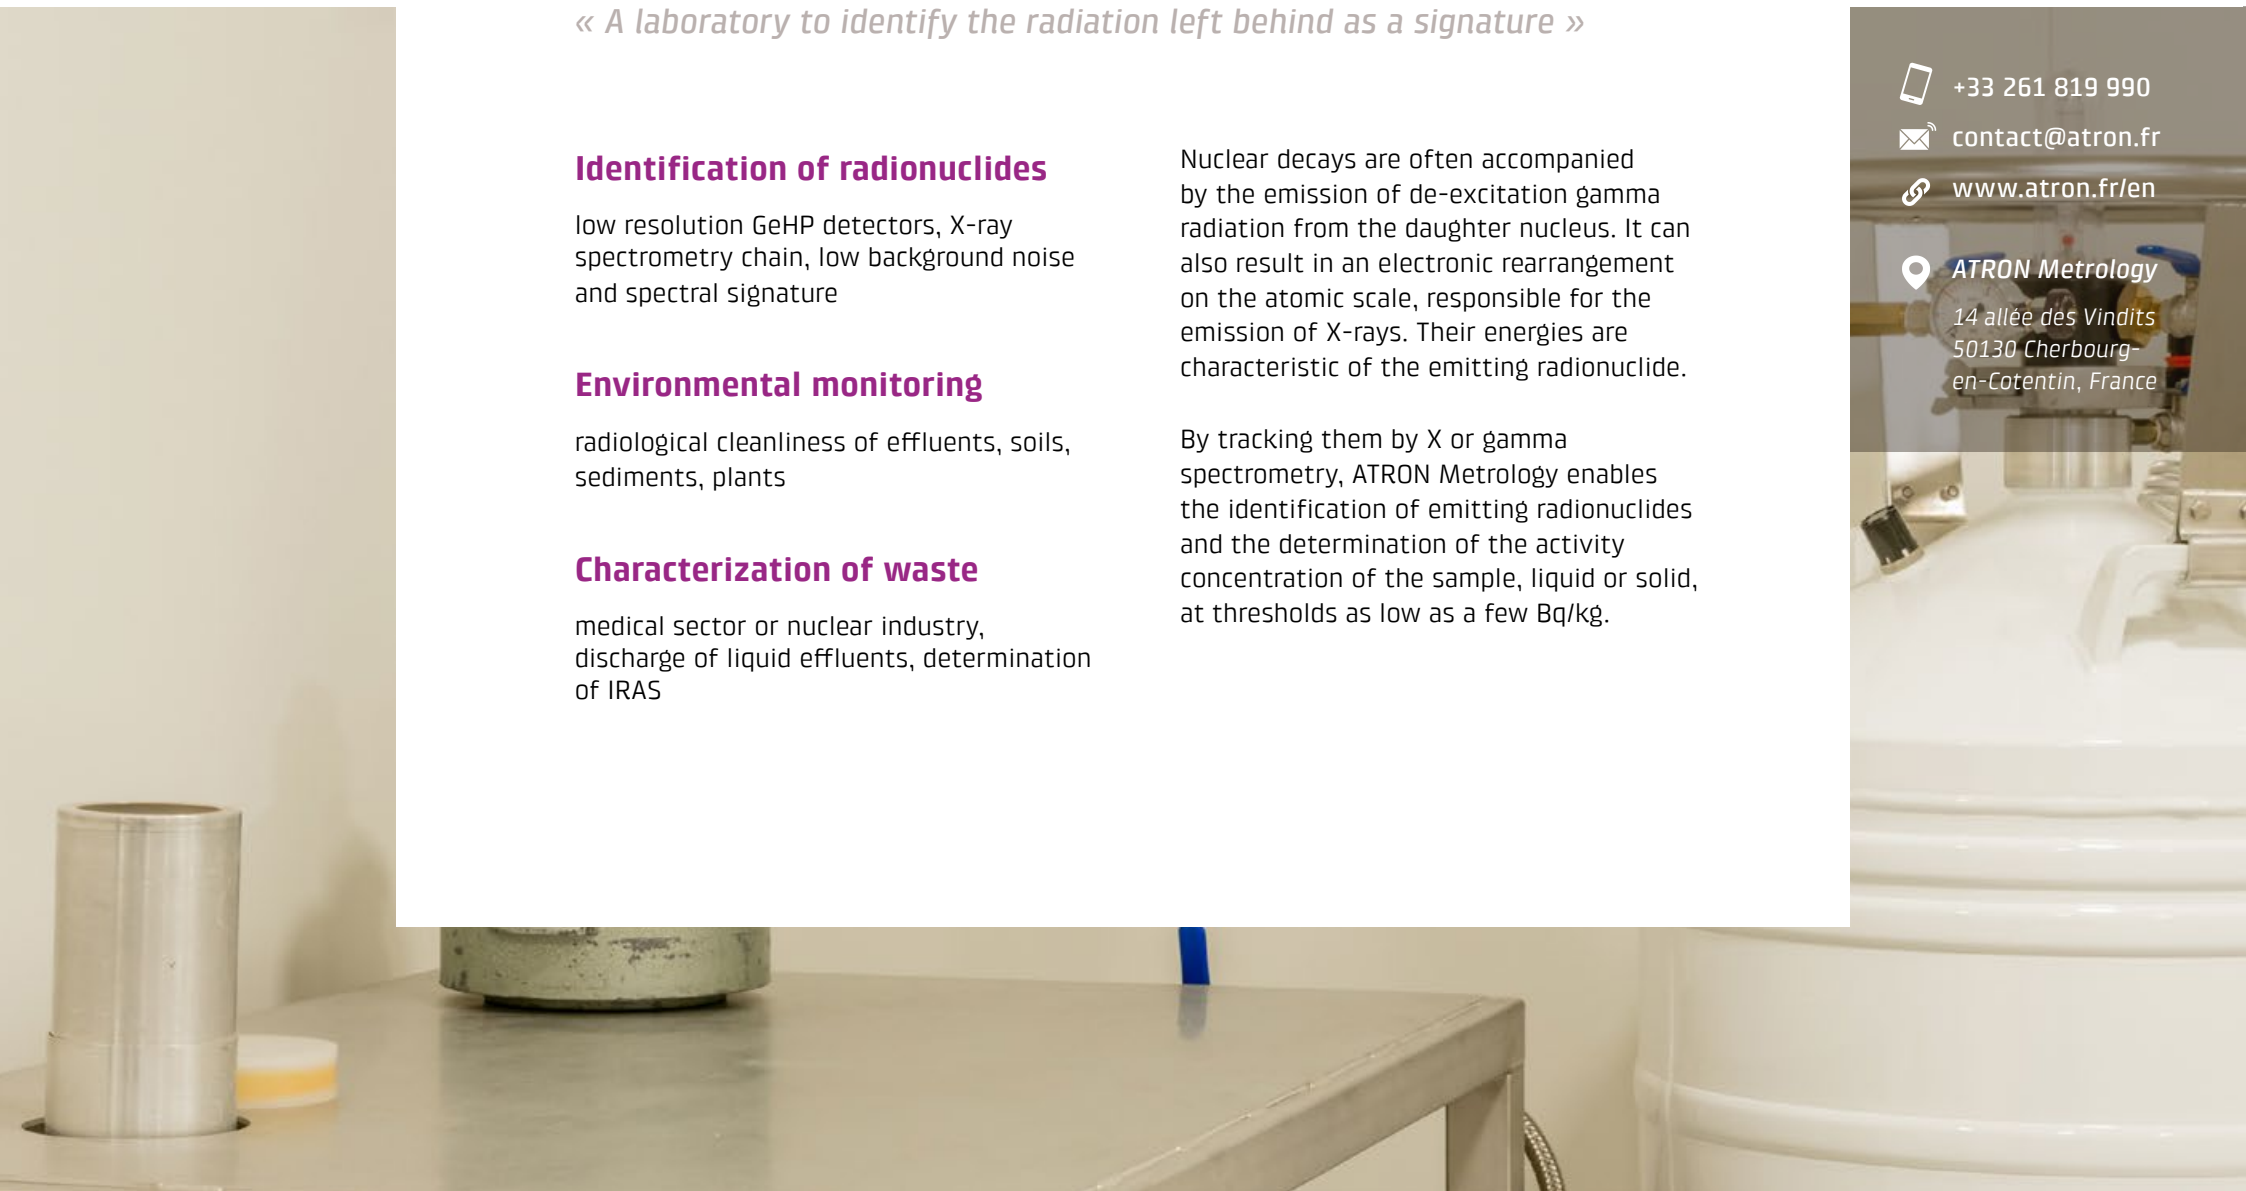 « A laboratory to identify the radiation left behind as a signature »
Identification of radionuclides
low resolution GeHP detectors, X-ray
spectrometry chain, low background noise
and spectral signature
Environmental monitoring
radiological cleanliness of effluents, soils,
sediments, plants
Characterization of waste
medical sector or nuclear industry,
discharge of liquid effluents, determination
of IRAS
Nuclear decays are often accompanied
by the emission of de-excitation gamma
radiation from the daughter nucleus. It can
also result in an electronic rearrangement
on the atomic scale, responsible for the
emission of X-rays. Their energies are
characteristic of the emitting radionuclide.
By tracking them by X or gamma
spectrometry, ATRON Metrology enables
the identification of emitting radionuclides
and the determination of the activity
concentration of the sample, liquid or solid,
at thresholds as low as a few Bq/kg.
+33 261 819 990
contact@atron.fr
www.atron.fr/en
ATRON Metrology
14 allée des Vindits
50130 Cherbourg-
en-Cotentin, France